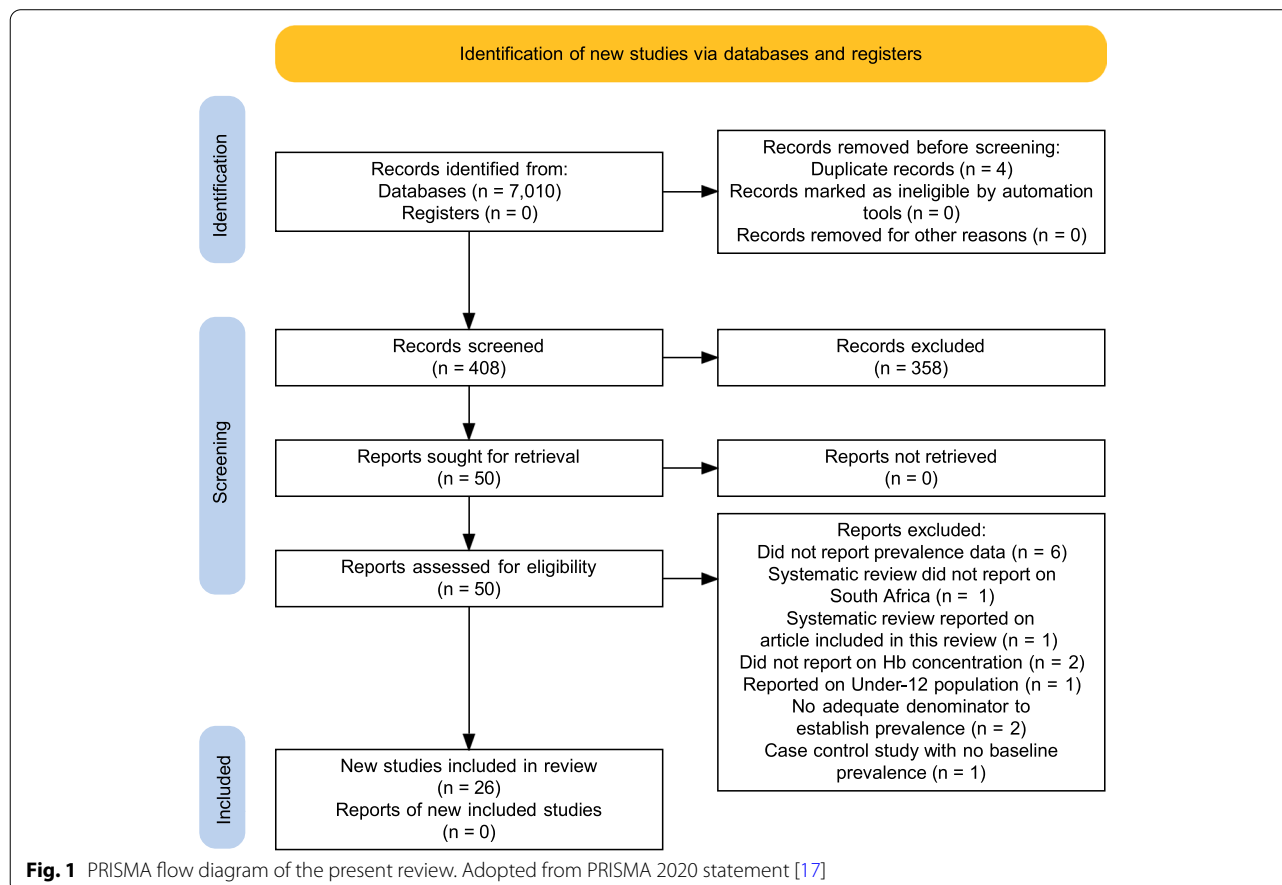 Identification of new studies via databases and registers
Identification
Records identified from:
Databases (n = 7,010)
Registers (n = 0)
Records removed before screening:
Duplicate records (n = 4)
Records marked as ineligible by automation
tools (n = 0)
Records removed for other reasons (n = 0)
Screening
Records screened
(n = 408)
Records excluded
(n = 358)
Reports sought for retrieval
(n = 50)
Reports not retrieved
(n = 0)
Reports assessed for eligibility
(n = 50)
Reports excluded:
Did not report prevalence data (n = 6)
Systematic review did not report on
South Africa (n = 1)
Systematic review reported on
article included in this review (n = 1)
Did not report on Hb concentration (n = 2)
Reported on Under-12 population (n = 1)
No adequate denominator to
establish prevalence (n = 2)
Case control study with no baseline
prevalence (n = 1)
Included
New studies included in review
(n = 26)
Reports of new included studies
(n = 0)
Fig. 1 PRISMA flow diagram of the present review. Adopted from PRISMA 2020 statement [17]